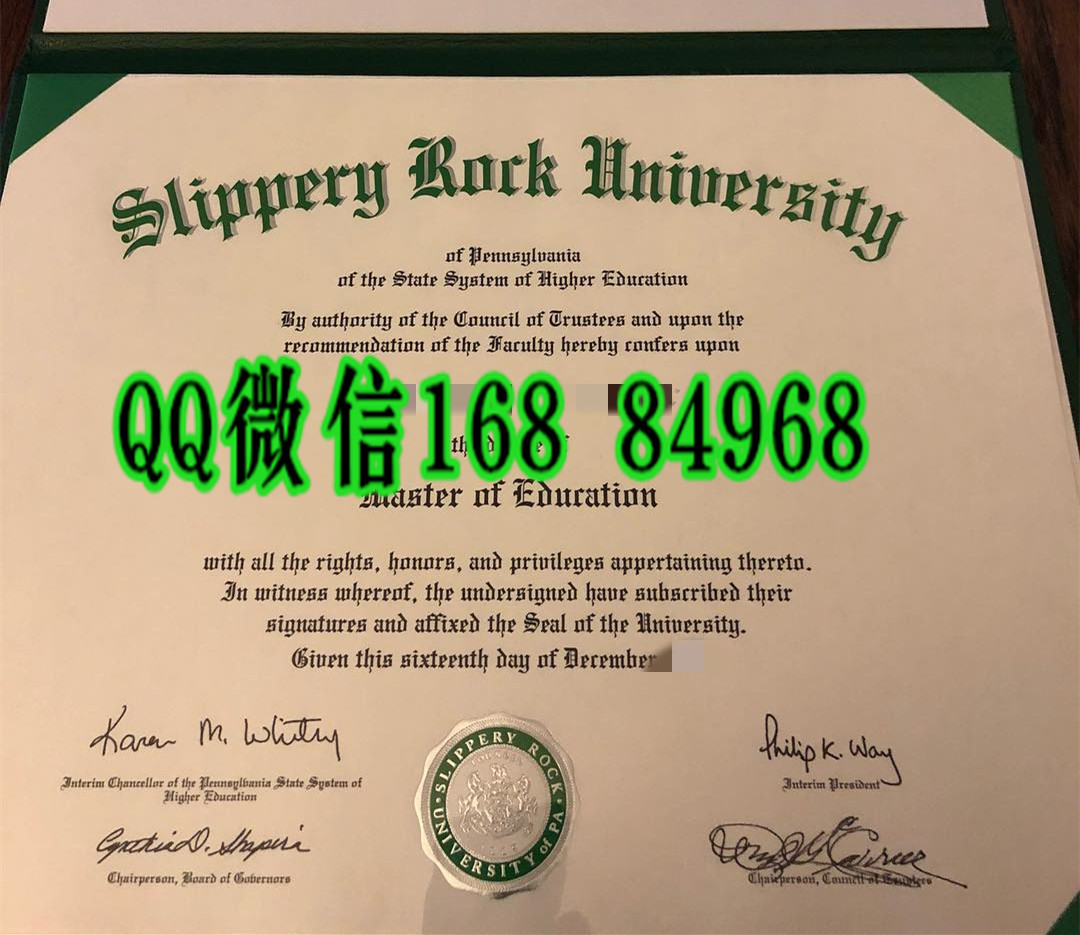 Slippery Rock University
of Pennsylvania
of the State System of Higher Education
By authority of the Council of Trustees and upon the
recommendation of the Faculty hereby confers upon
QQ微信168 84968
Master of Education
with all the rights, honors, and privileges appertaining thereto.
In witness whereof, the undersigned have subscribed their
signatures and affixed the Seal of the University.
Given this sixteenth day of December
Karen M. Whitney
Philip K. Way
Interim Chancellor of the Pennsylvania State System of
Higher Education
Interim President
SLIPPERY ROCK
UNIVERSITY of PA
Cynthia D. Shapira
Chairperson, Board of Governors
Chairperson, Council of Trustees